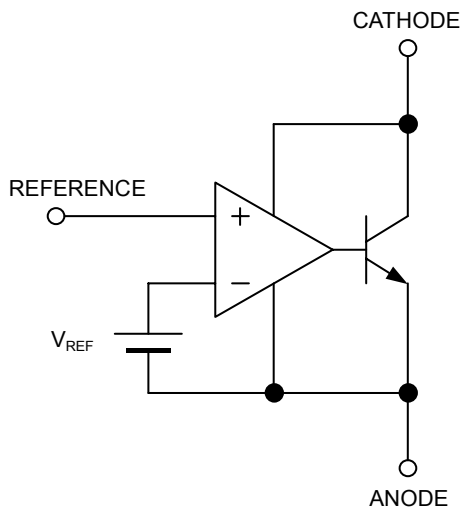 CATHODE
REFERENCE
+
−
VREF
ANODE